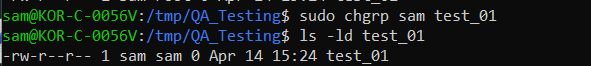 sam@KOR-C-0056V:/tmp/QA_Testing$ sudo chgrp sam test_01
sam@KOR-C-0056V:/tmp/QA_Testing$ ls -ld test_01
-rw-r--r-- 1 sam sam 0 Apr 14 15:24 test_01